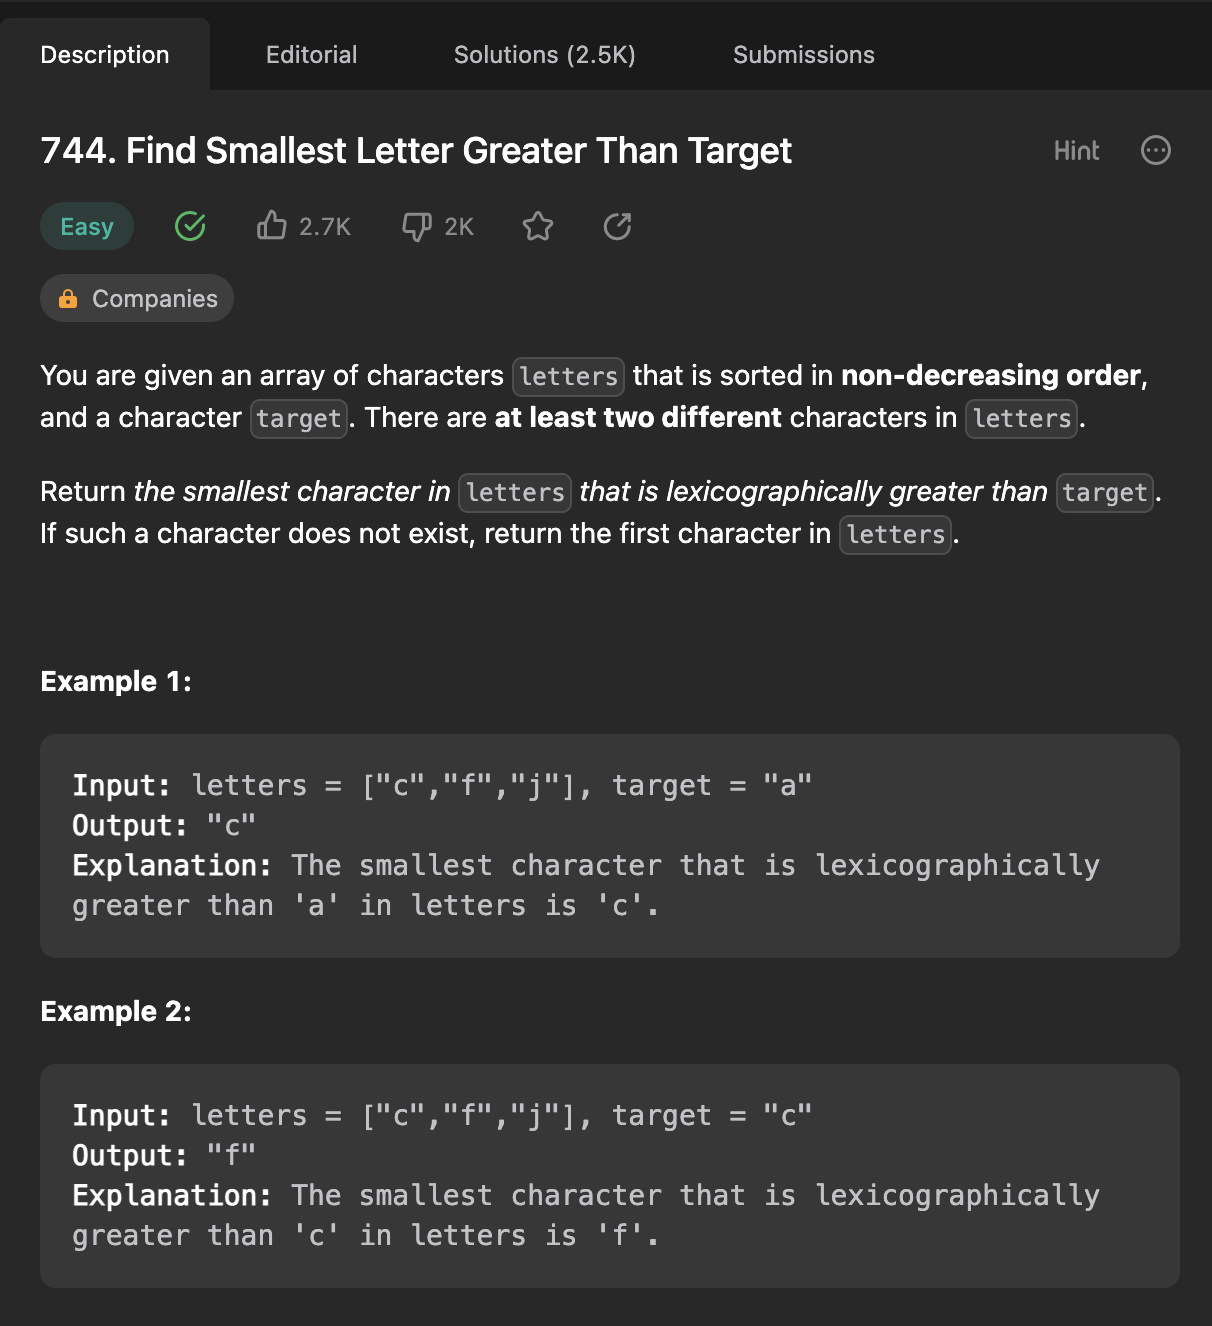 Description Editorial Solutions (2.5K) Submissions
744. Find Smallest Letter Greater Than Target Hint
Easy 2.7K 2K
Companies
You are given an array of characters letters that is sorted in non-decreasing order,
and a character target. There are at least two different characters in letters.
Return the smallest character in letters that is lexicographically greater than target.
If such a character does not exist, return the first character in letters.
Example 1:
Input: letters = ["c","f","j"], target = "a"
Output: "c"
Explanation: The smallest character that is lexicographically
greater than 'a' in letters is 'c'.
Example 2:
Input: letters = ["c","f","j"], target = "c"
Output: "f"
Explanation: The smallest character that is lexicographically
greater than 'c' in letters is 'f'.